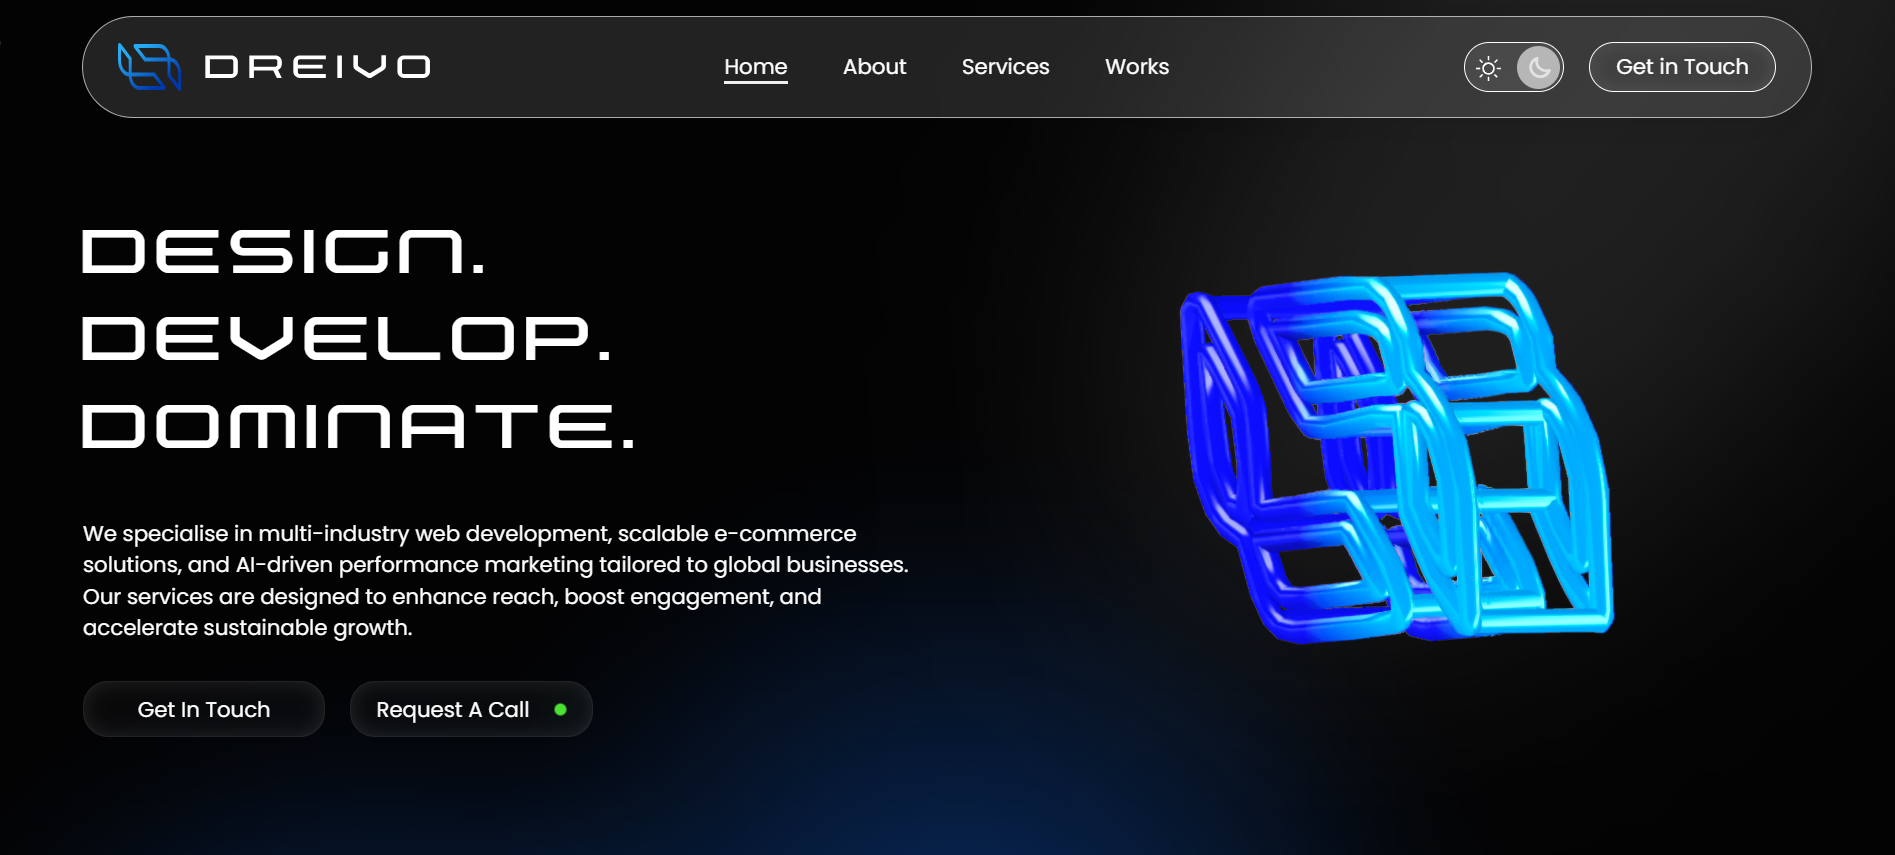 DREIVO
Home
About
Services
Works
Get in Touch
DESIGN.
DEVELOP.
DOMINATE.
We specialise in multi-industry web development, scalable e-commerce
solutions, and AI-driven performance marketing tailored to global businesses.
Our services are designed to enhance reach, boost engagement, and
accelerate sustainable growth.
Get In Touch
Request A Call